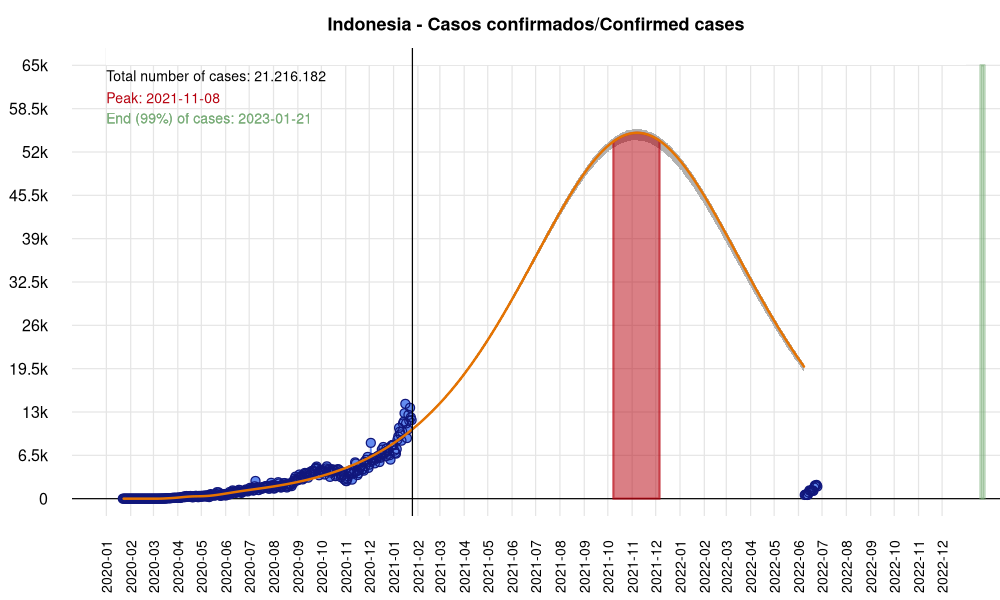 Indonesia - Casos confirmados/Confirmed cases
Total number of cases: 21.216.182
Peak: 2021-11-08
End (99%) of cases: 2023-01-21
65k
58.5k
52k
45.5k
39k
32.5k
26k
19.5k
13k
6.5k
0
2020-01
2020-02
2020-03
2020-04
2020-05
2020-06
2020-07
2020-08
2020-09
2020-10
2020-11
2020-12
2021-01
2021-02
2021-03
2021-04
2021-05
2021-06
2021-07
2021-08
2021-09
2021-10
2021-11
2021-12
2022-01
2022-02
2022-03
2022-04
2022-05
2022-06
2022-07
2022-08
2022-09
2022-10
2022-11
2022-12